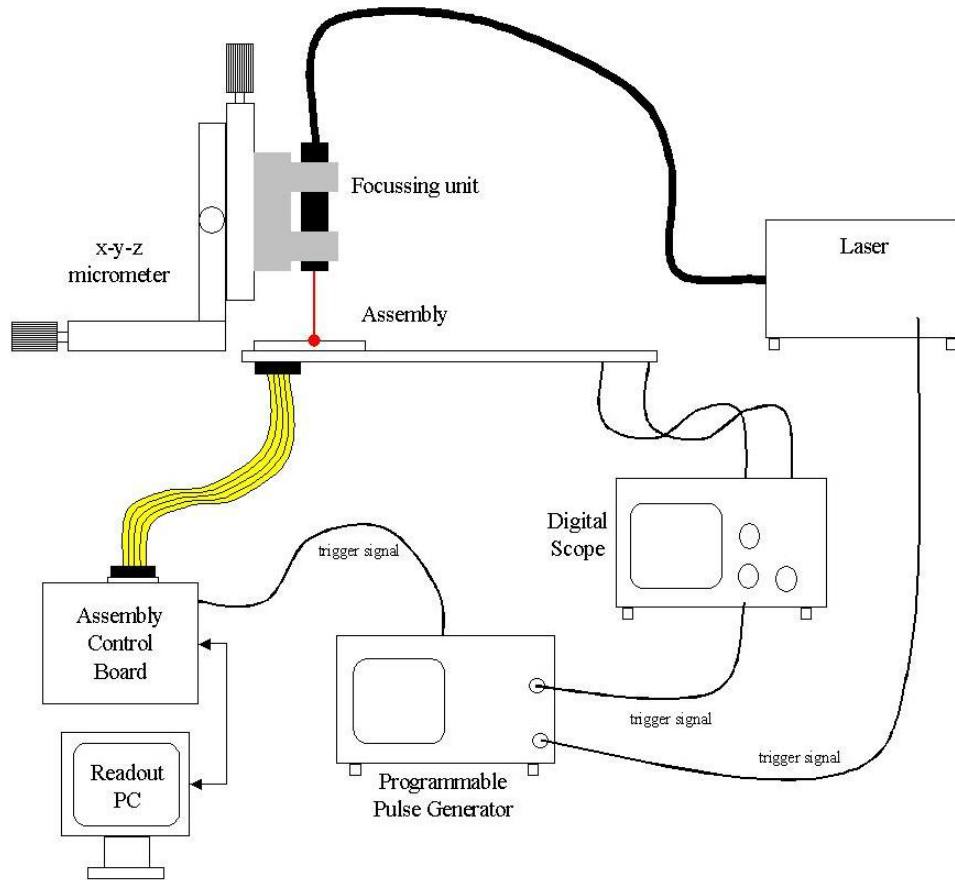 Focussing unit
x-y-z
micrometer
Laser
Assembly
Digital
Scope
trigger signal
Assembly
Control
Board
trigger signal
trigger signal
Readout
PC
Programmable
Pulse Generator